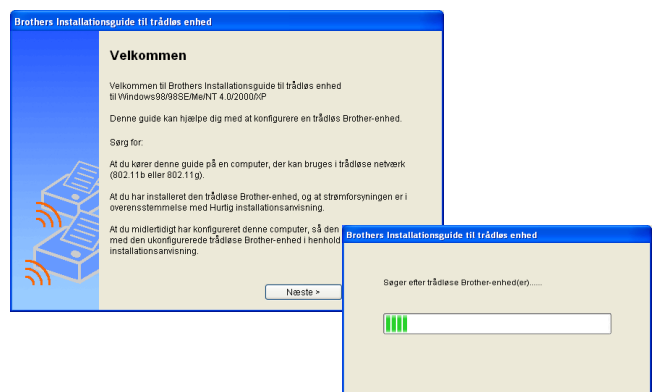 Brothers Installationsguide til trådløs enhed
Velkommen
Velkommen til Brothers Installationsguide til trådløs enhed
til Windows98/98SE/Me/NT 4.0/2000/XP
Denne guide kan hjælpe dig med at konfigurere en trådløs Brother-enhed.
Sørg for:
At du kører denne guide på en computer, der kan bruges i trådløse netværk
(802.11b eller 802.11g).
At du har installeret den trådløse Brother-enhed, og at strømforsyningen er i
overensstemmelse med Hurtig installationsanvisning.
At du midlertidigt har konfigureret denne computer, så den
med den ukonfigurerede trådløse Brother-enhed i henhold
installationsanvisning.
Næste >
Brothers Installationsguide til trådløs enhed
Søger efter trådløse Brother-enhed(er)......